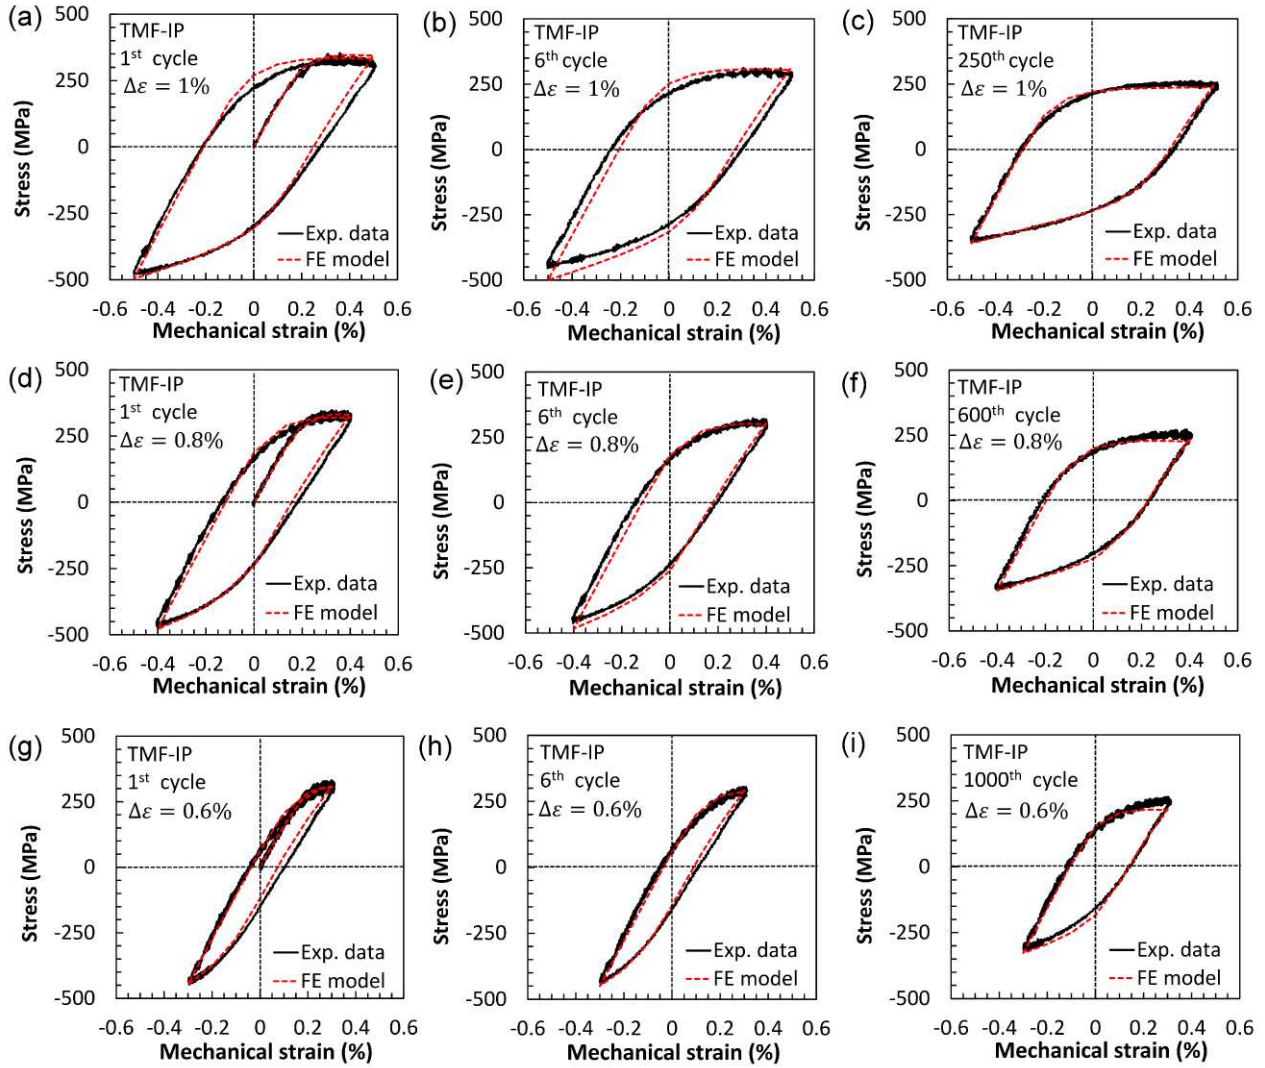 (a)
500
250
0
-250
-500
Stress (MPa)
TMF-IP
1st cycle
Δε = 1%
Exp. data
FE model
-0.6 -0.4 -0.2 0 0.2 0.4 0.6
Mechanical strain (%)
(b)
500
250
0
-250
-500
Stress (MPa)
TMF-IP
6th cycle
Δε = 1%
Exp. data
FE model
-0.6 -0.4 -0.2 0 0.2 0.4 0.6
Mechanical strain (%)
(c)
500
250
0
-250
-500
Stress (MPa)
TMF-IP
250th cycle
Δε = 1%
Exp. data
FE model
-0.6 -0.4 -0.2 0 0.2 0.4 0.6
Mechanical strain (%)
(d)
500
250
0
-250
-500
Stress (MPa)
TMF-IP
1st cycle
Δε = 0.8%
Exp. data
FE model
-0.6 -0.4 -0.2 0 0.2 0.4 0.6
Mechanical strain (%)
(e)
500
250
0
-250
-500
Stress (MPa)
TMF-IP
6th cycle
Δε = 0.8%
Exp. data
FE model
-0.6 -0.4 -0.2 0 0.2 0.4 0.6
Mechanical strain (%)
(f)
500
250
0
-250
-500
Stress (MPa)
TMF-IP
600th cycle
Δε = 0.8%
Exp. data
FE model
-0.6 -0.4 -0.2 0 0.2 0.4 0.6
Mechanical strain (%)
(g)
500
250
0
-250
-500
Stress (MPa)
TMF-IP
1st cycle
Δε = 0.6%
Exp. data
FE model
-0.6 -0.4 -0.2 0 0.2 0.4 0.6
Mechanical strain (%)
(h)
500
250
0
-250
-500
Stress (MPa)
TMF-IP
6th cycle
Δε = 0.6%
Exp. data
FE model
-0.6 -0.4 -0.2 0 0.2 0.4 0.6
Mechanical strain (%)
(i)
500
250
0
-250
-500
Stress (MPa)
TMF-IP
1000th cycle
Δε = 0.6%
Exp. data
FE model
-0.6 -0.4 -0.2 0 0.2 0.4 0.6
Mechanical strain (%)